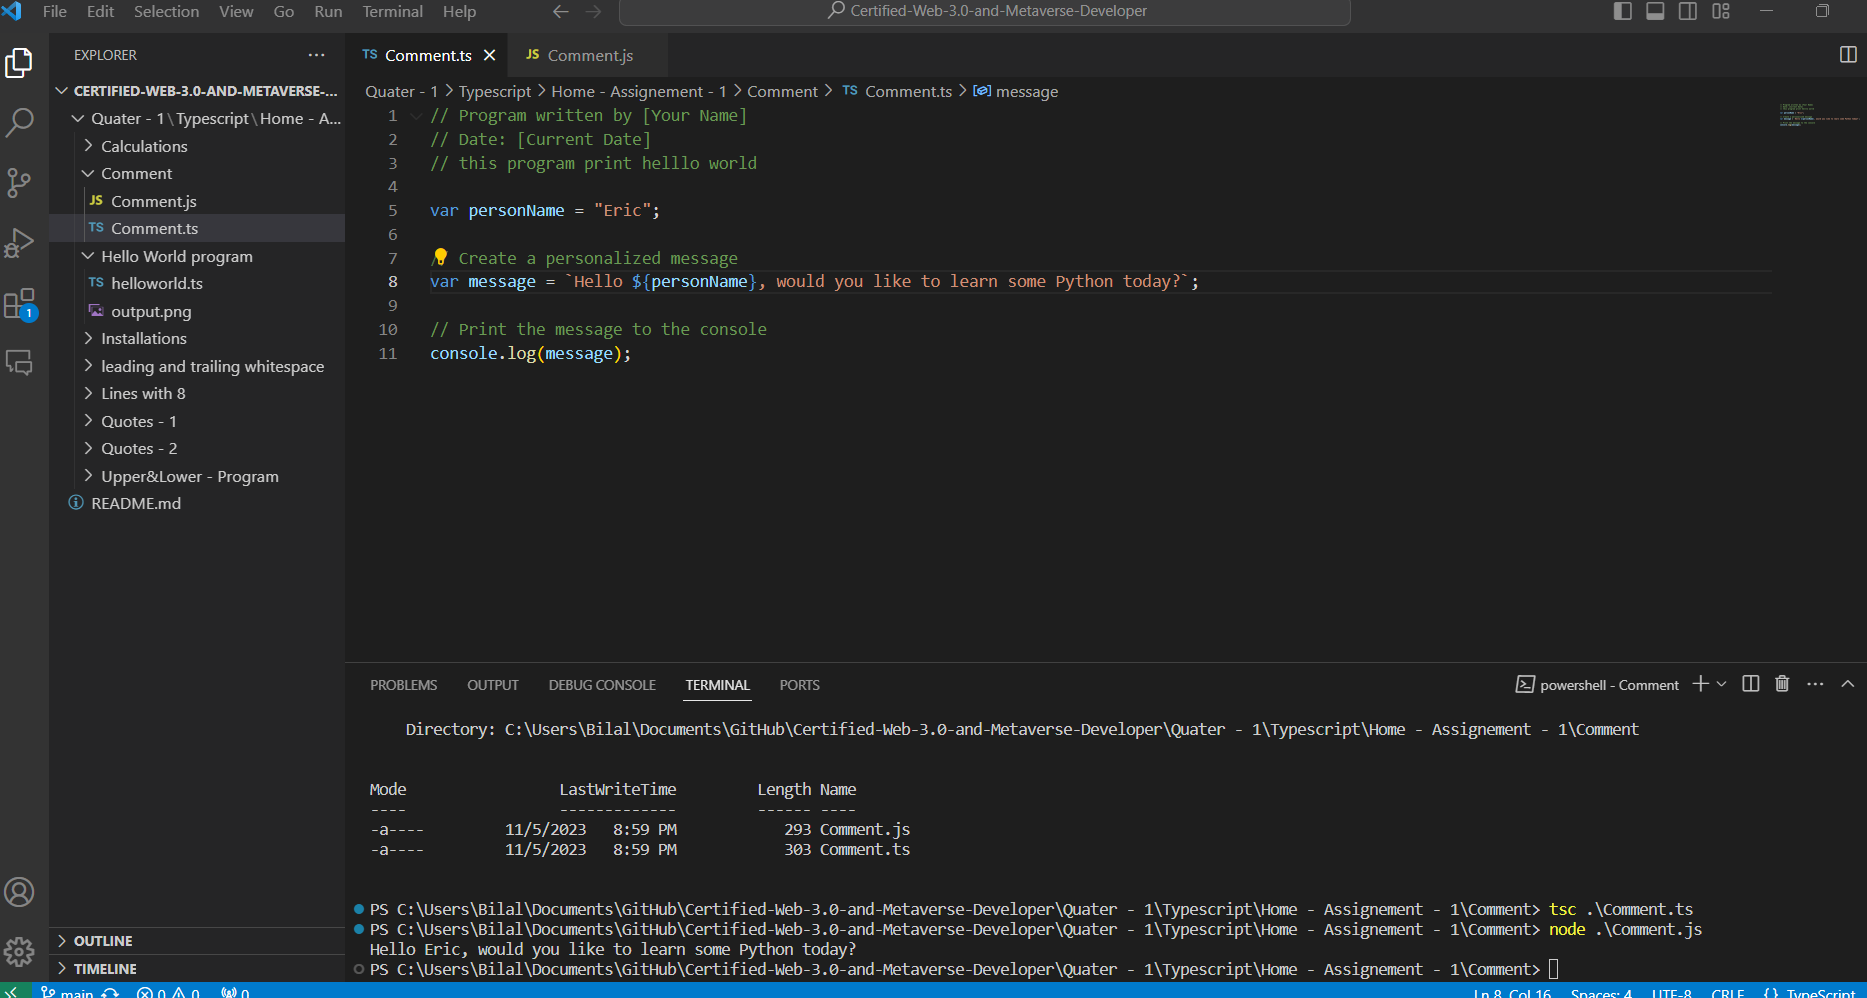 File Edit Selection View Go Run Terminal Help
Certified-Web-3.0-and-Metaverse-Developer
EXPLORER
CERTIFIED-WEB-3.0-AND-METAVERSE-...
Quater - 1\Typescript\Home - A...
Calculations
Comment
JS Comment.js
TS Comment.ts
Hello World program
TS helloworld.ts
output.png
Installations
leading and trailing whitespace
Lines with 8
Quotes - 1
Quotes - 2
Upper&Lower - Program
README.md
OUTLINE
TIMELINE
1
TS Comment.ts
JS Comment.js
Quater - 1 > Typescript > Home - Assignement - 1 > Comment > TS Comment.ts > message
1 // Program written by [Your Name]
2 // Date: [Current Date]
3 // this program print helllo world
4
5 var personName = "Eric";
6
7 / Create a personalized message
8 var message = `Hello ${personName}, would you like to learn some Python today?`;
9
10 // Print the message to the console
11 console.log(message);
PROBLEMS OUTPUT DEBUG CONSOLE TERMINAL PORTS
powershell - Comment
Directory: C:\Users\Bilal\Documents\GitHub\Certified-Web-3.0-and-Metaverse-Developer\Quater - 1\Typescript\Home - Assignement - 1\Comment
Mode LastWriteTime Length Name
---- ------------- ------ ----
-a---- 11/5/2023 8:59 PM 293 Comment.js
-a---- 11/5/2023 8:59 PM 303 Comment.ts
PS C:\Users\Bilal\Documents\GitHub\Certified-Web-3.0-and-Metaverse-Developer\Quater - 1\Typescript\Home - Assignement - 1\Comment> tsc .\Comment.ts
PS C:\Users\Bilal\Documents\GitHub\Certified-Web-3.0-and-Metaverse-Developer\Quater - 1\Typescript\Home - Assignement - 1\Comment> node .\Comment.js
Hello Eric, would you like to learn some Python today?
PS C:\Users\Bilal\Documents\GitHub\Certified-Web-3.0-and-Metaverse-Developer\Quater - 1\Typescript\Home - Assignement - 1\Comment>
main 0 0 0 Ln 8, Col 16 Spaces: 4 UTF-8 CRLF {} TypeScript